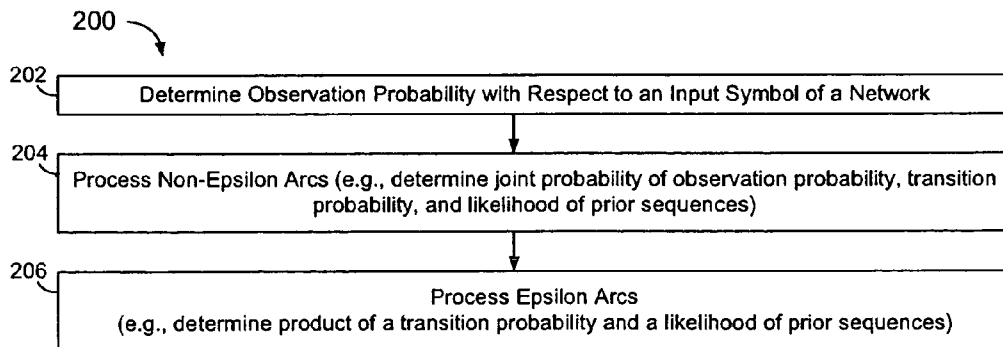 200
202
Determine Observation Probability with Respect to an Input Symbol of a Network
204
Process Non-Epsilon Arcs (e.g., determine joint probability of observation probability, transition
probability, and likelihood of prior sequences)
206
Process Epsilon Arcs
(e.g., determine product of a transition probability and a likelihood of prior sequences)